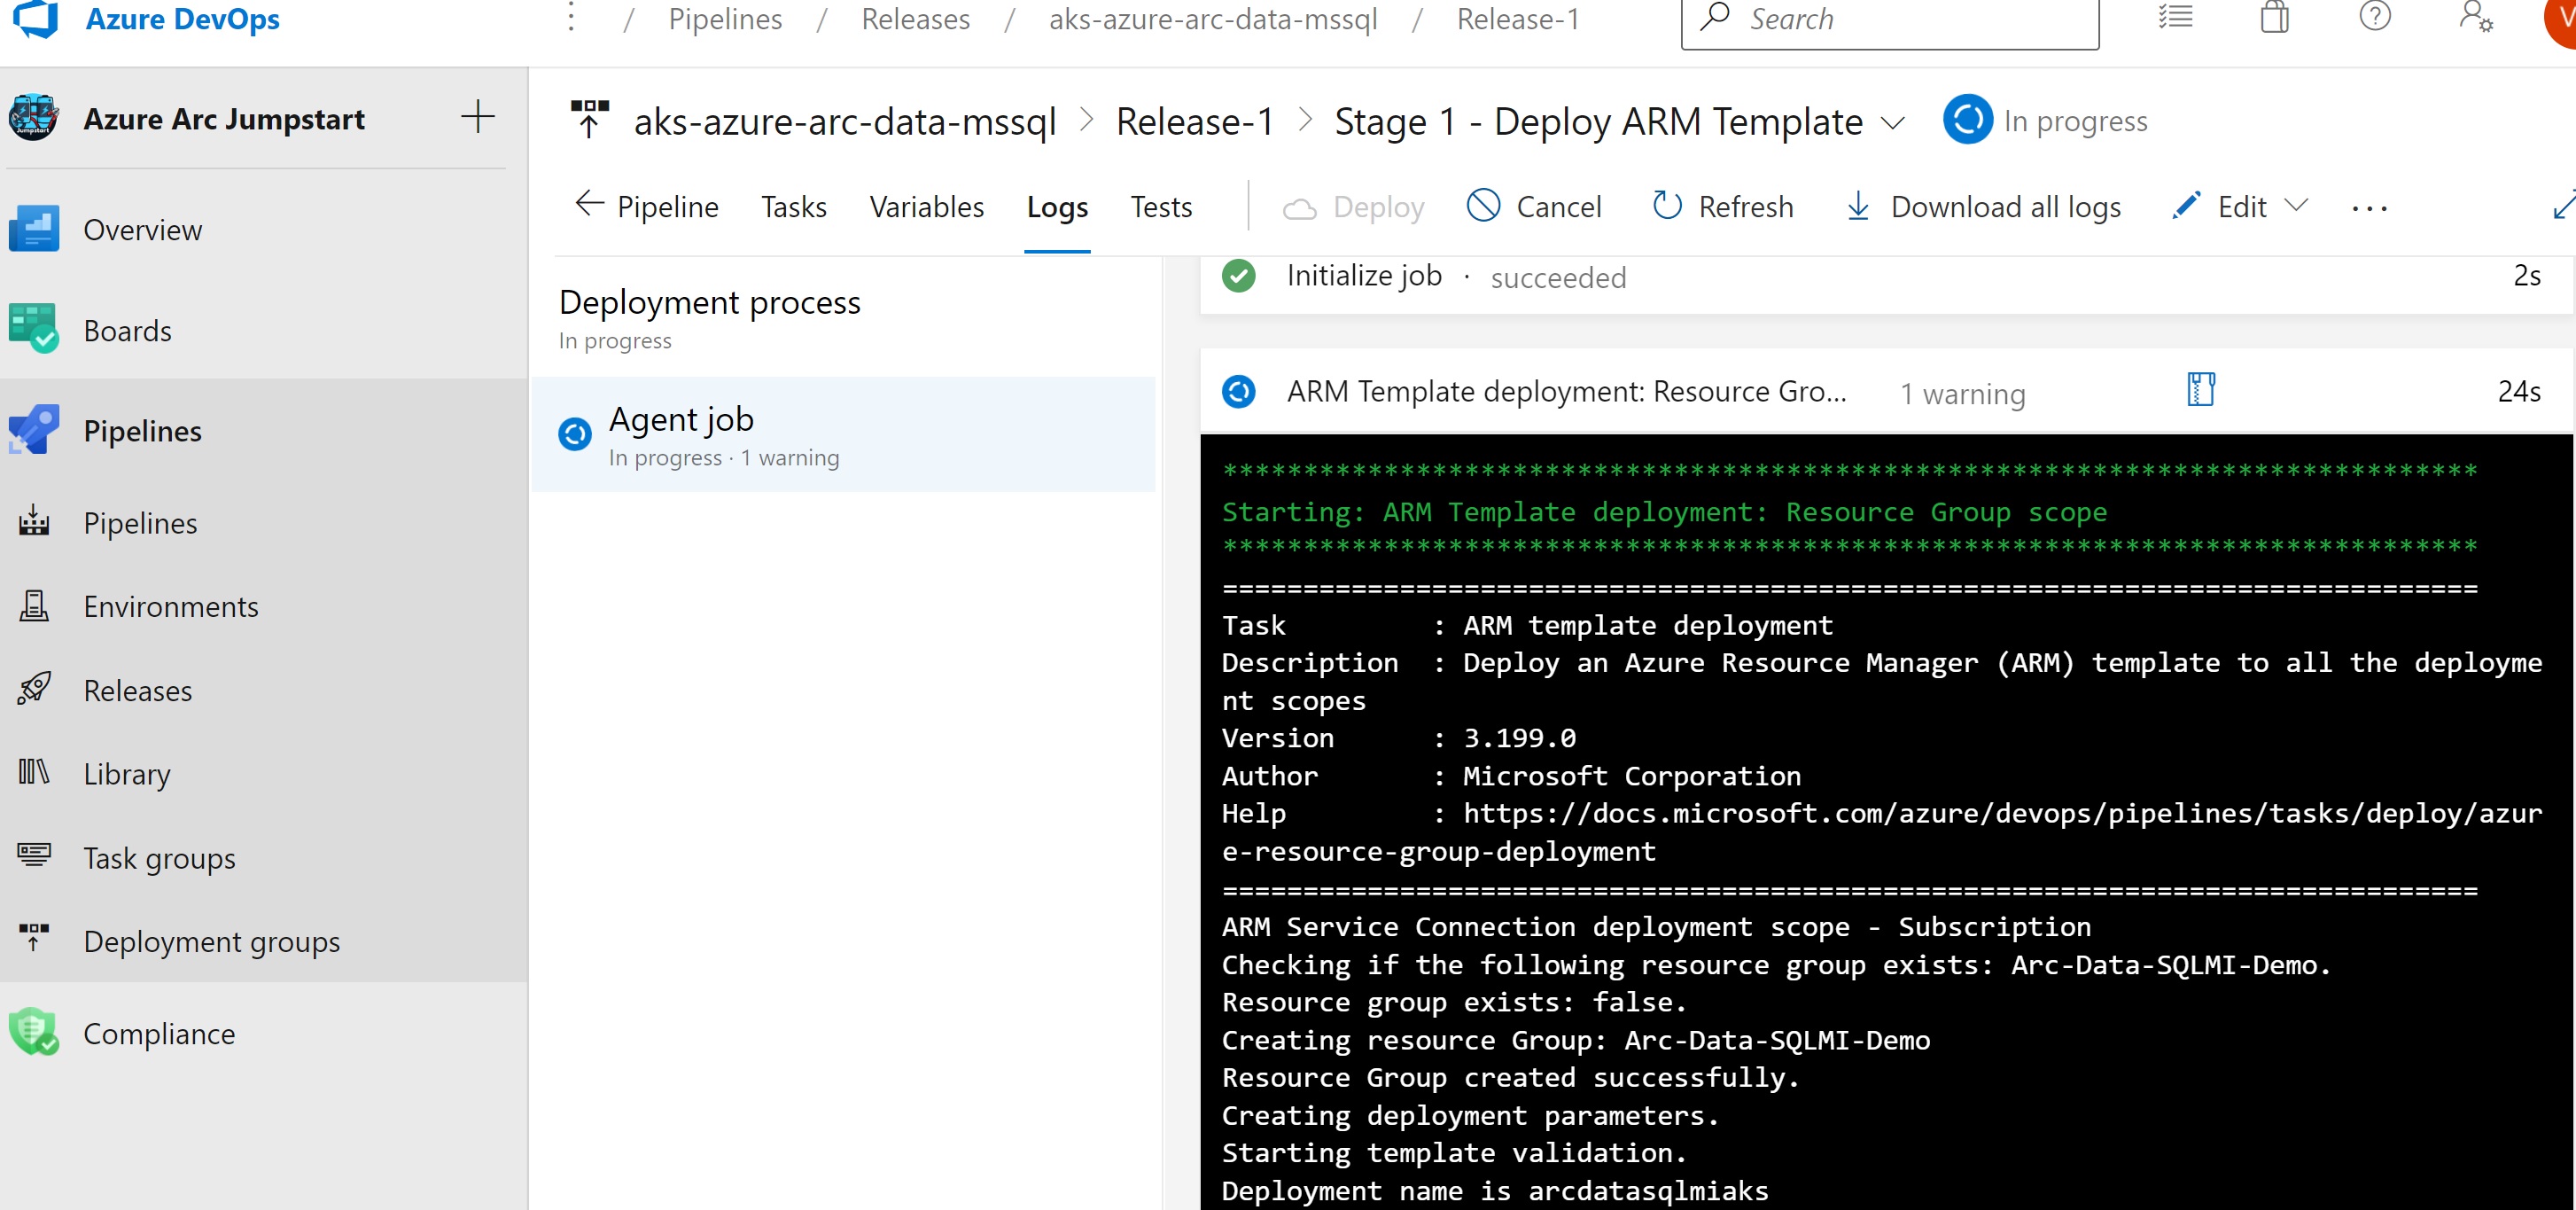 Azure DevOps
/ Pipelines / Releases / aks-azure-arc-data-mssql / Release-1
Search
V
Azure Arc Jumpstart
Overview
Boards
Pipelines
Pipelines
Environments
Releases
Library
Task groups
Deployment groups
Compliance
aks-azure-arc-data-mssql > Release-1 > Stage 1 - Deploy ARM Template In progress
← Pipeline Tasks Variables Logs Tests Deploy Cancel Refresh Download all logs Edit ...
Deployment process
In progress
Agent job
In progress · 1 warning
Initialize job · succeeded 2s
ARM Template deployment: Resource Gro... 1 warning 24s
******************************************************************************
Starting: ARM Template deployment: Resource Group scope
******************************************************************************
==============================================================================
Task : ARM template deployment
Description : Deploy an Azure Resource Manager (ARM) template to all the deployme
nt scopes
Version : 3.199.0
Author : Microsoft Corporation
Help : https://docs.microsoft.com/azure/devops/pipelines/tasks/deploy/azur
e-resource-group-deployment
==============================================================================
ARM Service Connection deployment scope - Subscription
Checking if the following resource group exists: Arc-Data-SQLMI-Demo.
Resource group exists: false.
Creating resource Group: Arc-Data-SQLMI-Demo
Resource Group created successfully.
Creating deployment parameters.
Starting template validation.
Deployment name is arcdatasqlmiaks